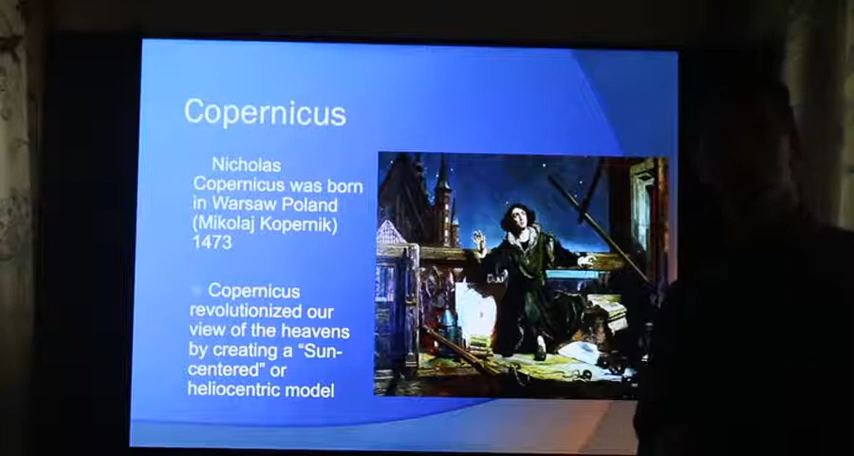 Copernicus
Nicholas
Copernicus was born
in Warsaw Poland
(Mikolaj Kopernik)
1473
Copernicus
revolutionized our
view of the heavens
by creating a “Sun-
centered” or
heliocentric model